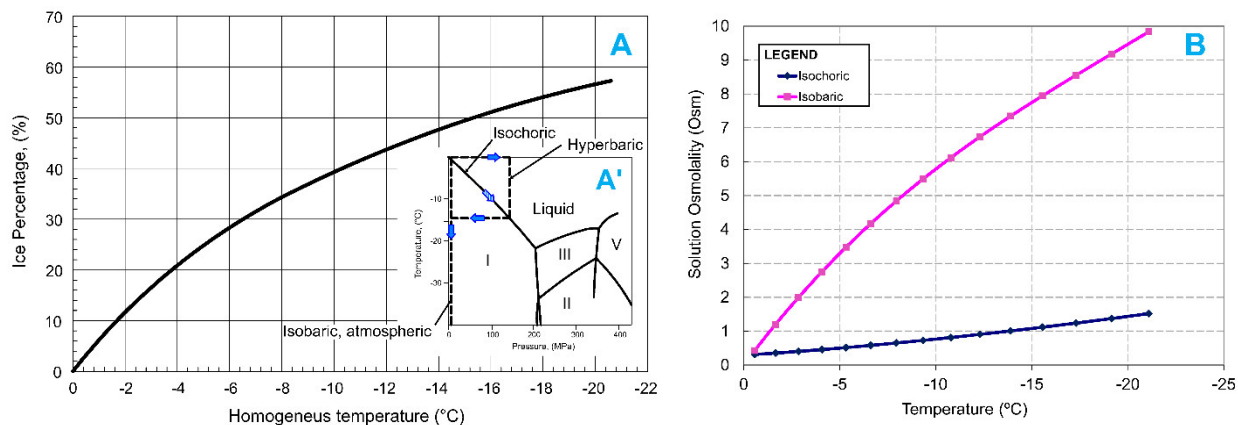 70
60
50
40
30
20
10
0
Ice Percentage, (%)
A
0 -2 -4 -6 -8 -10 -12 -14 -16 -18 -20 -22
Homogeneus temperature (°C)
Isochoric
Hyperbaric
A'
Liquid
I
II
III
V
0
-10
-20
-30
Temperature, (°C)
0 100 200 300 400
Pressure, (MPa)
Isobaric, atmospheric
10
9
8
7
6
5
4
3
2
1
0
Solution Osmolality (Osm)
B
LEGEND
Isochoric
Isobaric
0 -5 -10 -15 -20 -25
Temperature (ºC)